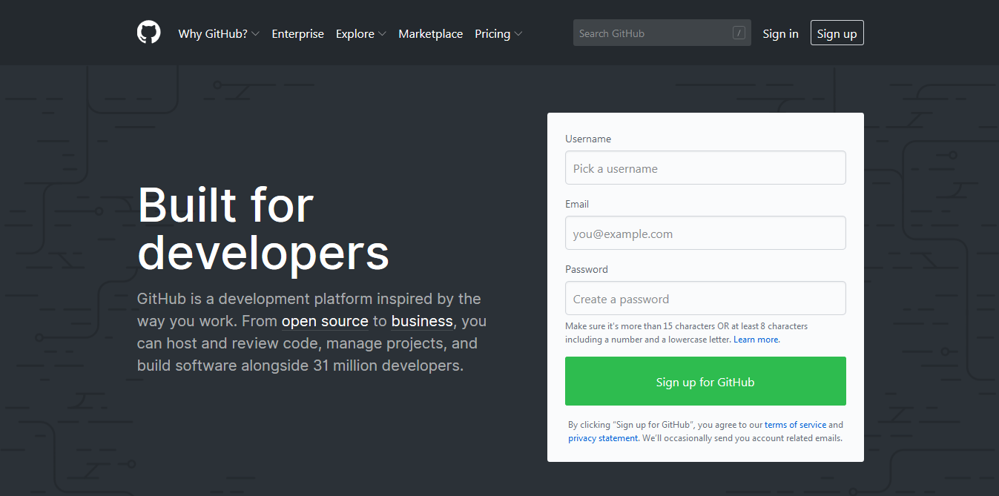 Why GitHub? Enterprise Explore Marketplace Pricing Search GitHub / Sign in Sign up
Built for
developers
GitHub is a development platform inspired by the
way you work. From open source to business, you
can host and review code, manage projects, and
build software alongside 31 million developers.
Username
Pick a username
Email
you@example.com
Password
Create a password
Make sure it's more than 15 characters OR at least 8 characters
including a number and a lowercase letter. Learn more.
Sign up for GitHub
By clicking “Sign up for GitHub”, you agree to our terms of service and
privacy statement. We’ll occasionally send you account related emails.